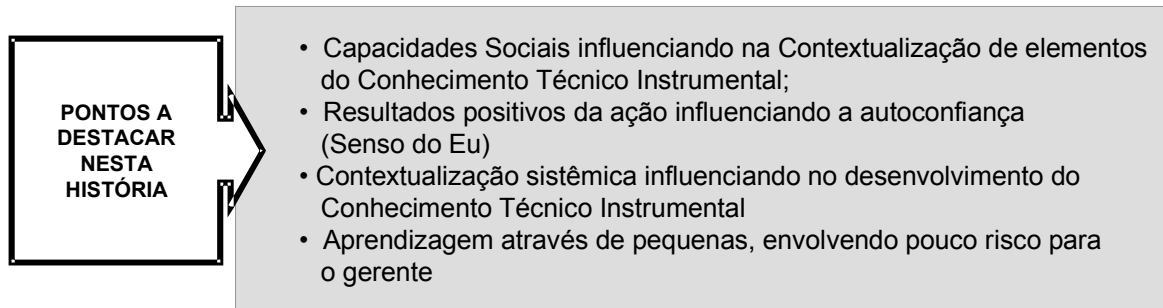 PONTOS A
DESTACAR
NESTA
HISTÓRIA
• Capacidades Sociais influenciando na Contextualização de elementos
do Conhecimento Técnico Instrumental;
• Resultados positivos da ação influenciando a autoconfiança
(Senso do Eu)
• Contextualização sistêmica influenciando no desenvolvimento do
Conhecimento Técnico Instrumental
• Aprendizagem através de pequenas, envolvendo pouco risco para
o gerente